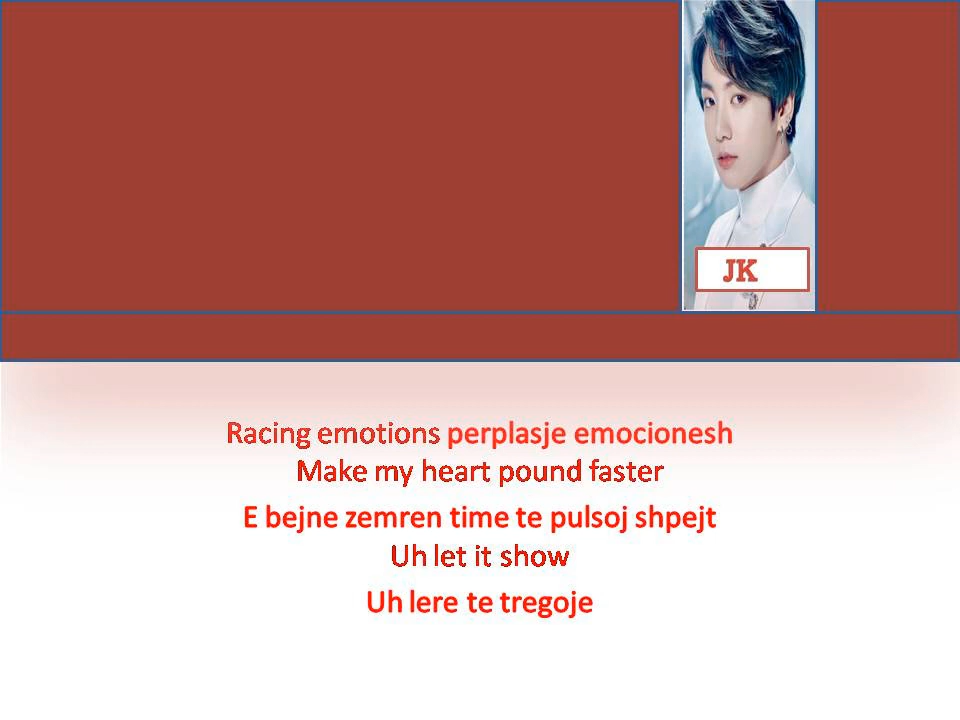 JK
Racing emotions perplasje emocionesh
Make my heart pound faster
E bejne zemren time te pulsoj shpejt
Uh let it show
Uh lere te tregoje